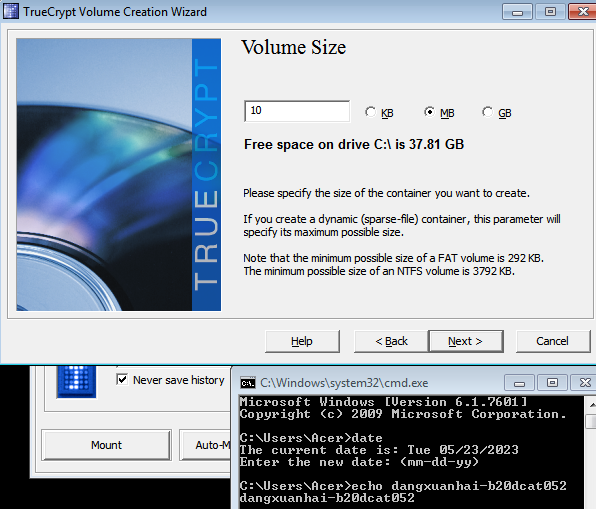 TrueCrypt Volume Creation Wizard
TRUECRYPT
Volume Size
10
KB
MB
GB
Free space on drive C:\ is 37.81 GB
Please specify the size of the container you want to create.
If you create a dynamic (sparse-file) container, this parameter will
specify its maximum possible size.
Note that the minimum possible size of a FAT volume is 292 KB.
The minimum possible size of an NTFS volume is 3792 KB.
Help
< Back
Next >
Cancel
Never save history
Mount
Auto-M
C:\Windows\system32\cmd.exe
Microsoft Windows [Version 6.1.7601]
Copyright (c) 2009 Microsoft Corporation.
C:\Users\Acer>date
The current date is: Tue 05/23/2023
Enter the new date: (mm-dd-yy)
C:\Users\Acer>echo dangxuanhai-b20dcat052
dangxuanhai-b20dcat052